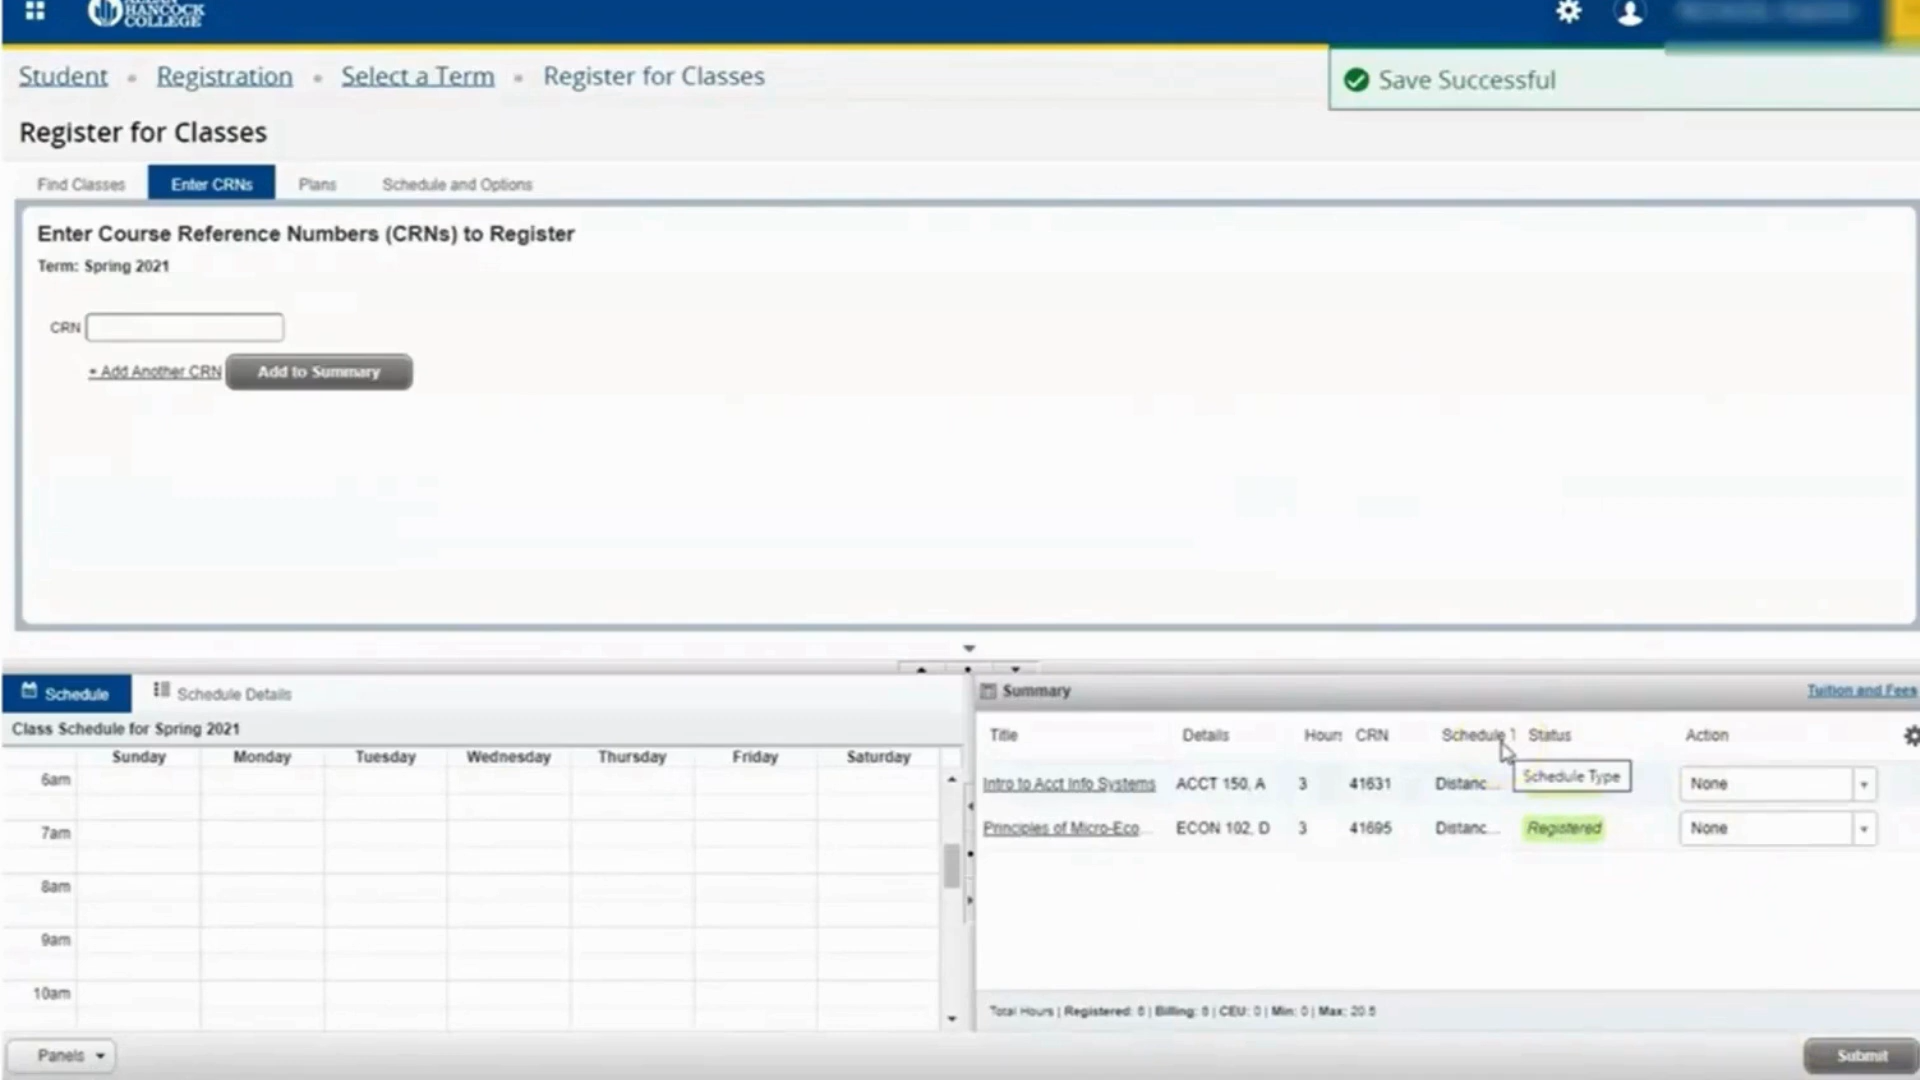 HANCOCK
COLLEGE
Student • Registration • Select a Term • Register for Classes
Save Successful
Register for Classes
Find Classes Enter CRNs Plans Schedule and Options
Enter Course Reference Numbers (CRNs) to Register
Term: Spring 2021
CRN
+ Add Another CRN Add to Summary
Schedule Schedule Details
Class Schedule for Spring 2021
Sunday Monday Tuesday Wednesday Thursday Friday Saturday
6am
7am
8am
9am
10am
Summary Tuition and Fees
Title Details Hours CRN Schedule Status Action
Intro to Acct Info Systems ACCT 150, A 3 41631 Distanc... Schedule Type None
Principles of Micro-Eco... ECON 102, D 3 41695 Distanc... Registered None
Total Hours | Registered: 6 | Billing: 6 | CEU: 0 | Min: 0 | Max: 20.5
Panels Submit